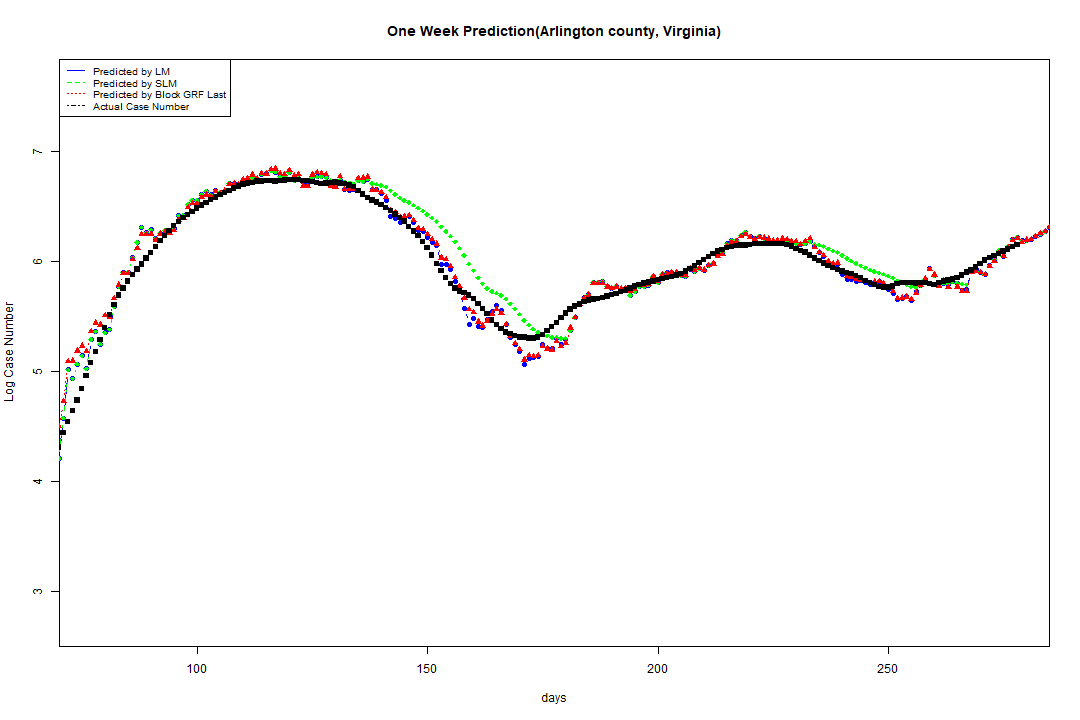 One Week Prediction(Arlington county, Virginia)
Predicted by LM
Predicted by SLM
Predicted by Block GRF Last
Actual Case Number
Log Case Number
7
6
5
4
3
100 150 200 250
days